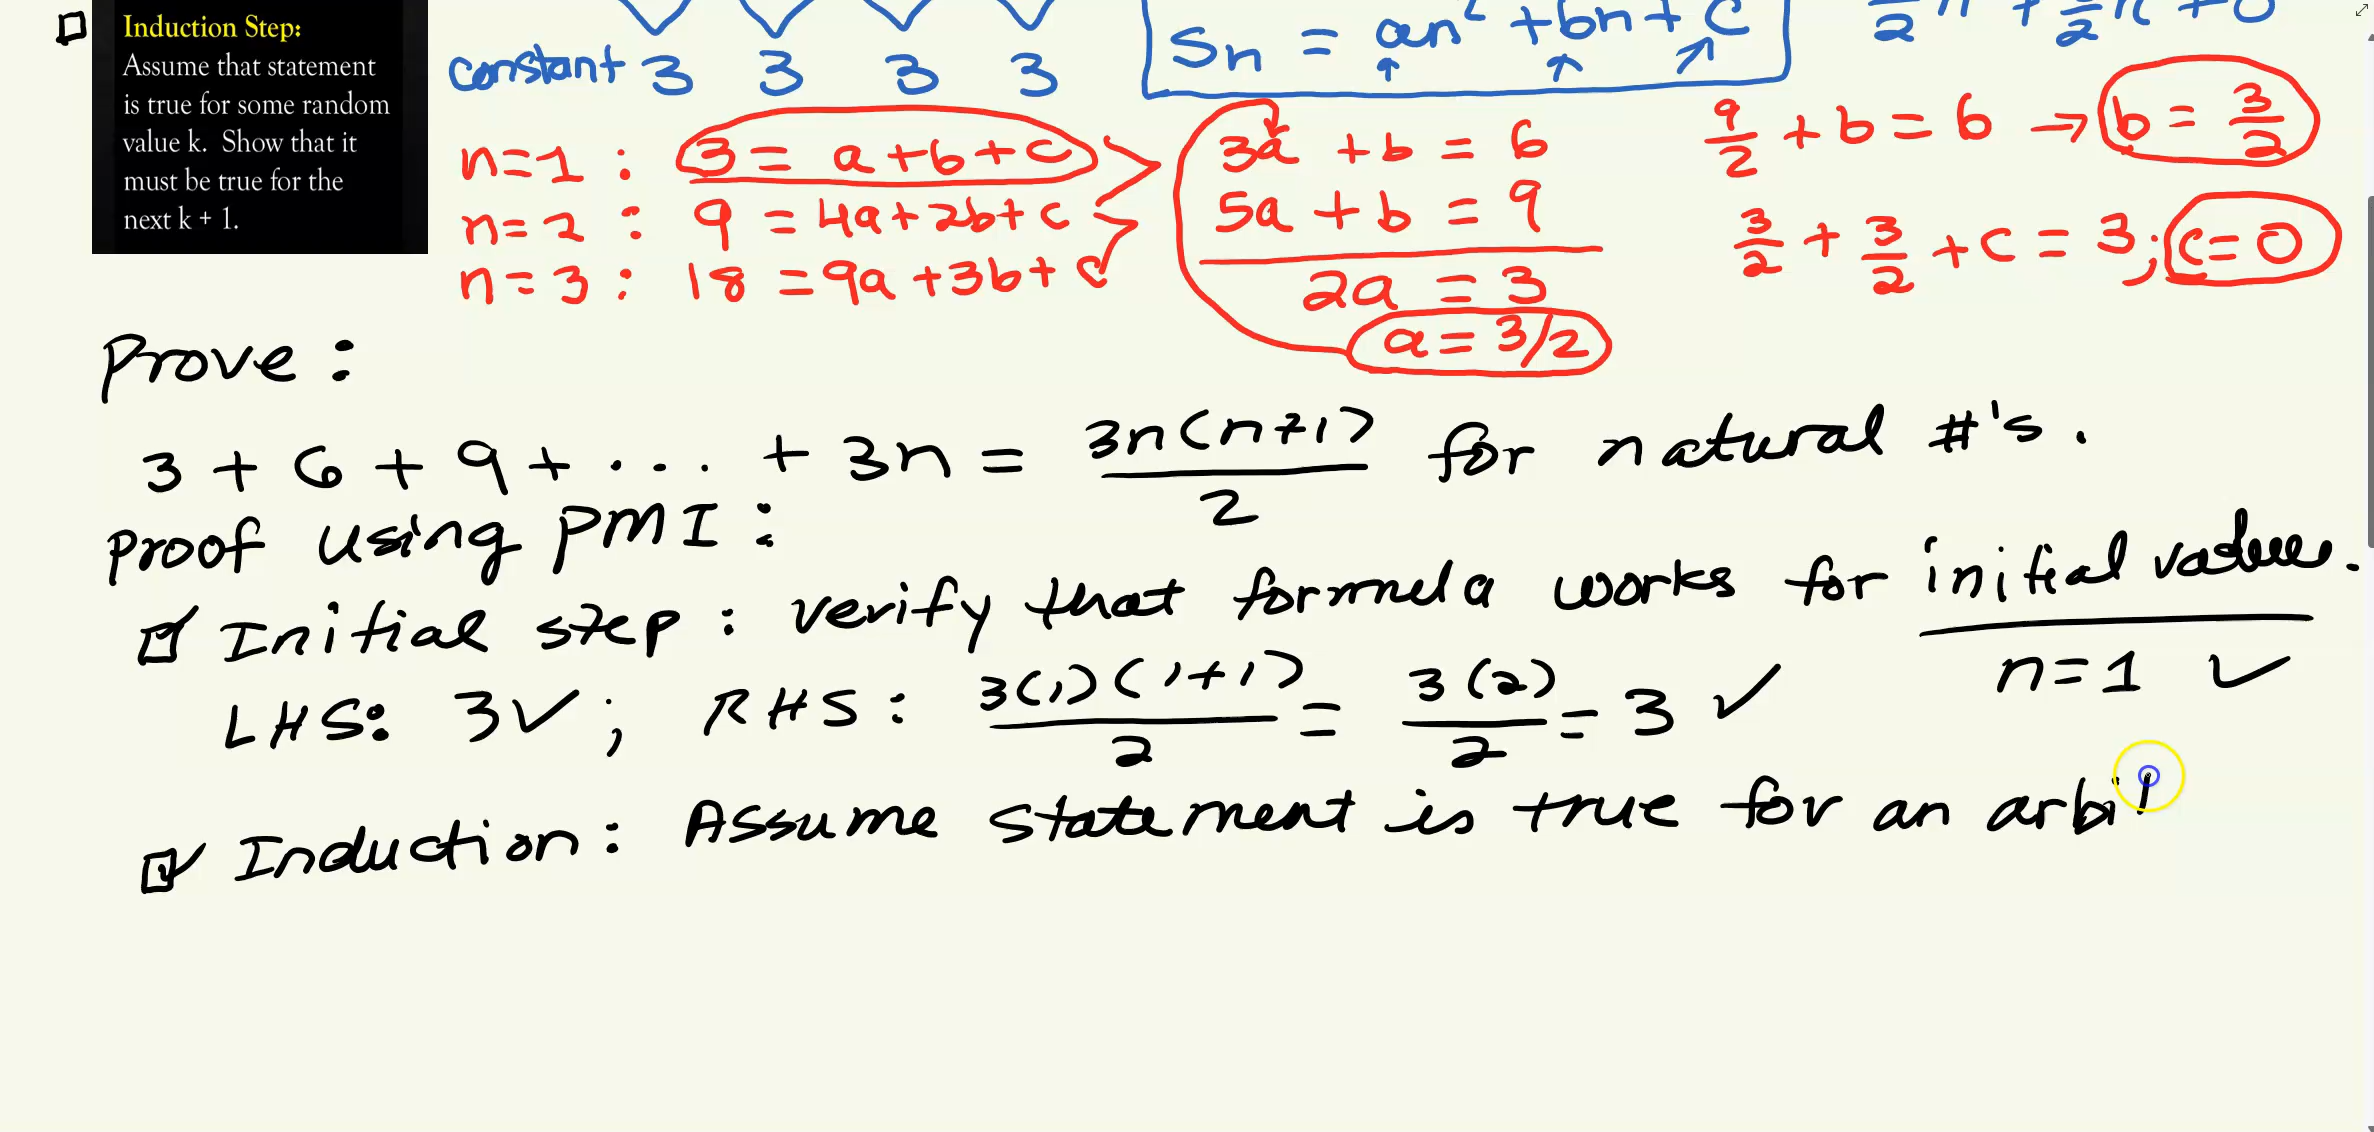 Induction Step:
Assume that statement
is true for some random
value k. Show that it
must be true for the
next k + 1.
constant 3 3 3 3
Sn = an² + bn + C
n=1 : 3 = a+b+c
n=2 : 9 = 4a+2b+c
n=3 : 18 = 9a+3b+c
3a + b = 6
5a + b = 9
2a = 3
a = 3/2
9/2 + b = 6 → b = 3/2
3/2 + 3/2 + c = 3; c=0
Prove :
3 + 6 + 9 + ... + 3n = 3n(n+1)/2 for natural #'s.
Proof using PMI :
Initial step : verify that formula works for initial value.
n=1 ✓
LHS: 3✓ ; RHS : 3(1)(1+1)/2 = 3(2)/2 = 3 ✓
Induction : Assume statement is true for an arbi